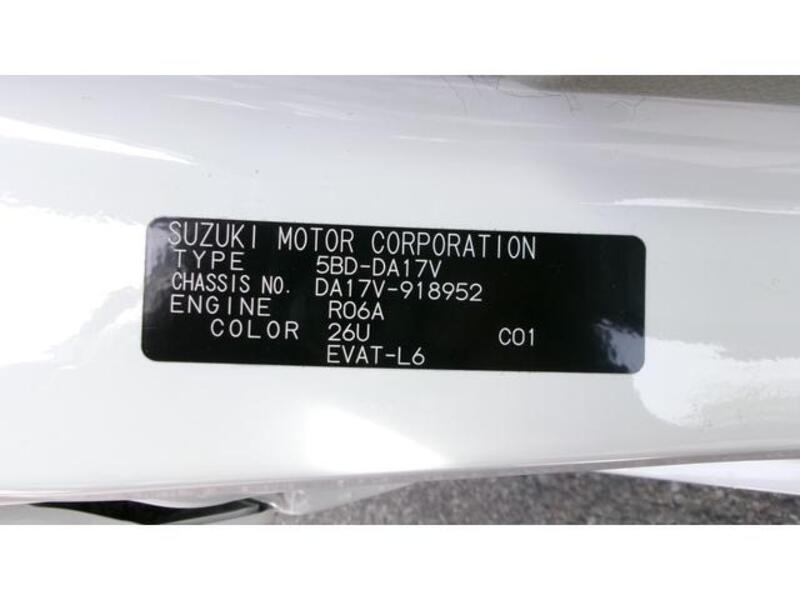 SUZUKI MOTOR CORPORATION
TYPE 5BD-DA17V
CHASSIS NO. DA17V-918952
ENGINE R06A
COLOR 26U C01
EVAT-L6